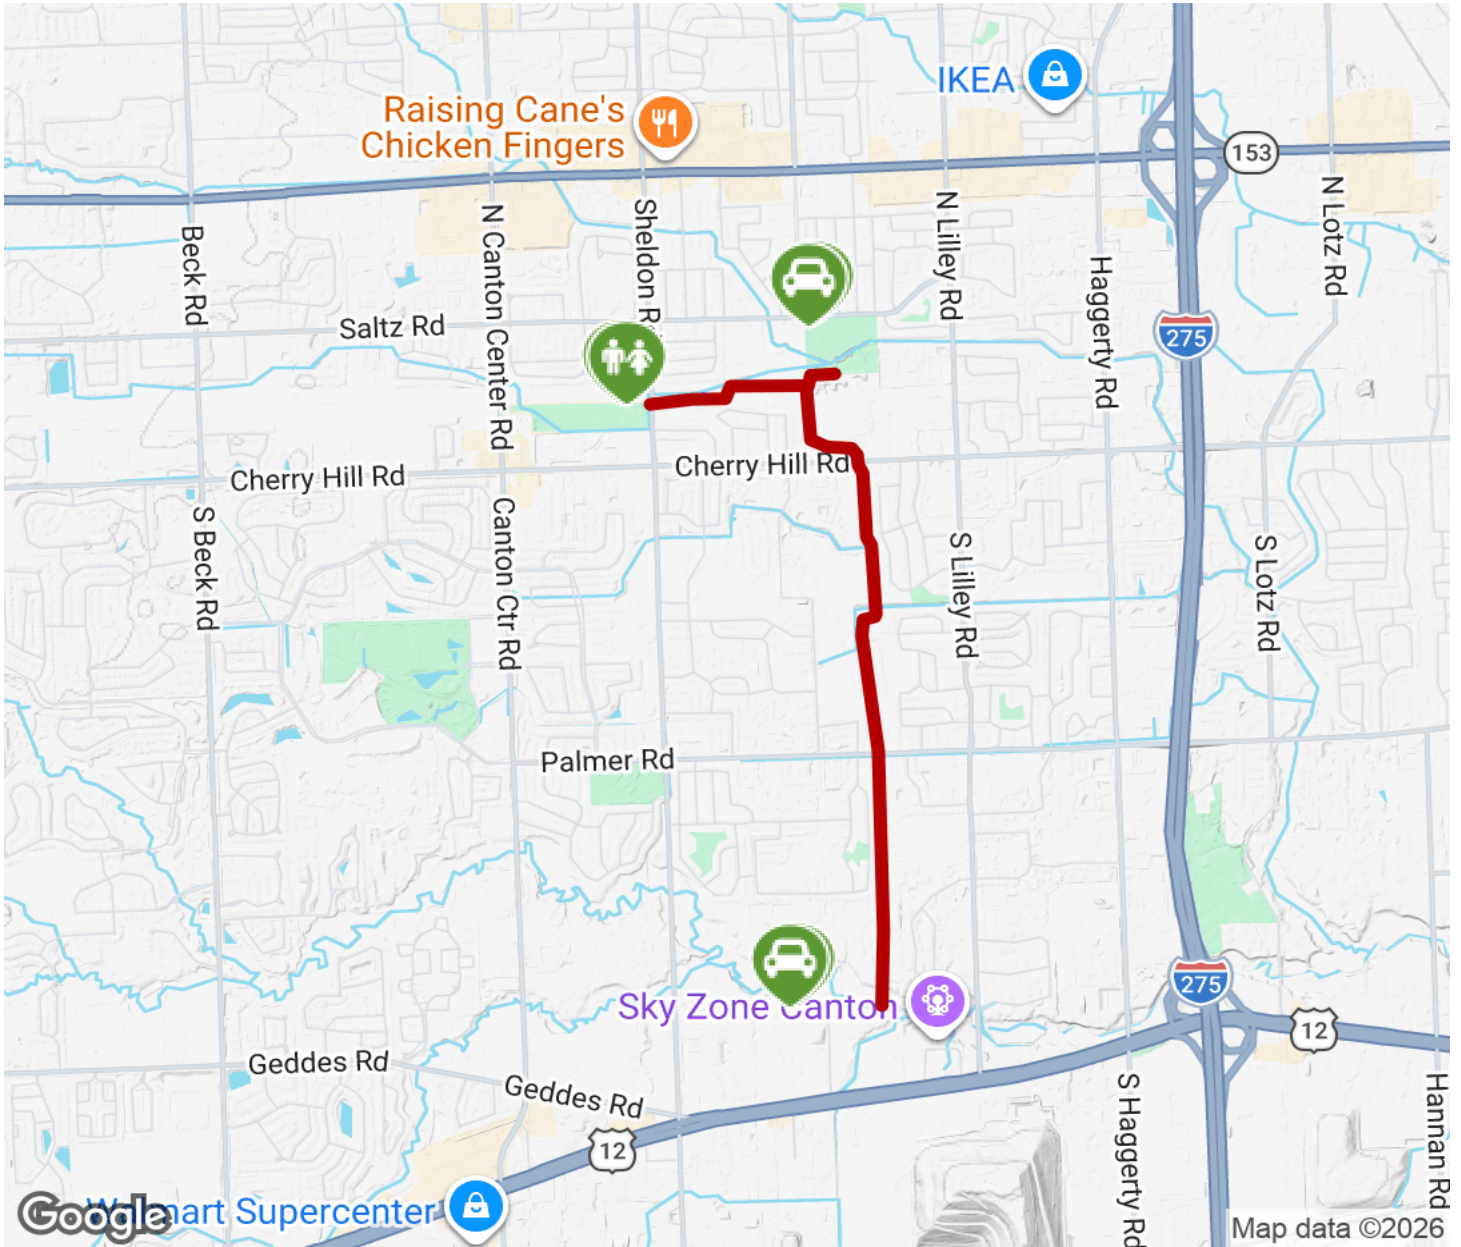 IKEA
Raising Cane's
Chicken Fingers
153
N Lotz Rd
N Lilley Rd
Sheldon R
N Canton Center Rd
Beck Rd
Haggerty Rd
Saltz Rd
275
Cherry Hill Rd
Cherry Hill Rd
S Beck Rd
Canton Ctr Rd
S Lilley Rd
S Lotz Rd
Palmer Rd
275
Sky Zone Canton
12
Geddes Rd
Geddes Rd
S Haggerty Rd
Hannan Rd
12
Google
Walmart Supercenter
Map data ©2026